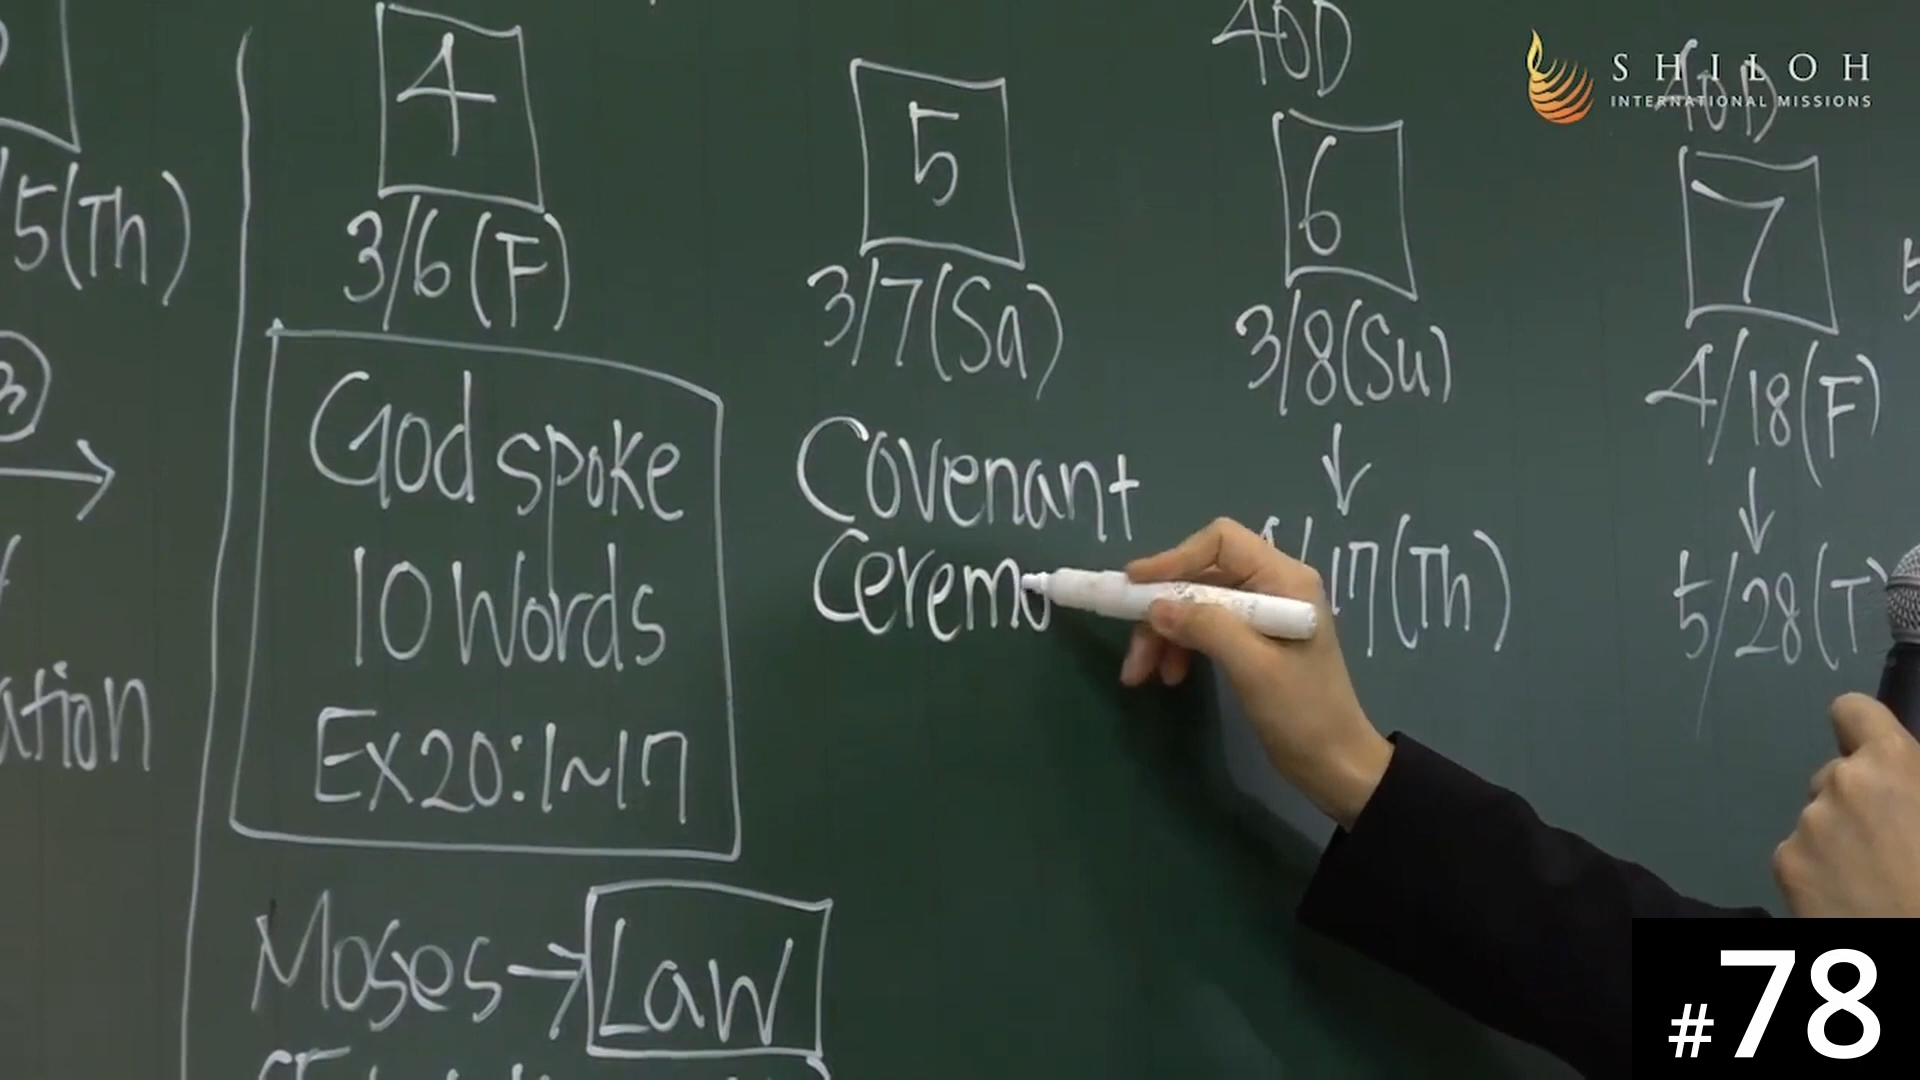 40D
SHILOH
INTERNATIONAL MISSIONS
40D
4
5
6
7
5(Th)
3/6(F)
3/7(Sa)
3/8(Su)
4/18(F)
God spoke
10 Words
Ex20:1~17
Covenant
Ceremo
17(Th)
5/28(T
ation
Moses→Law
#78